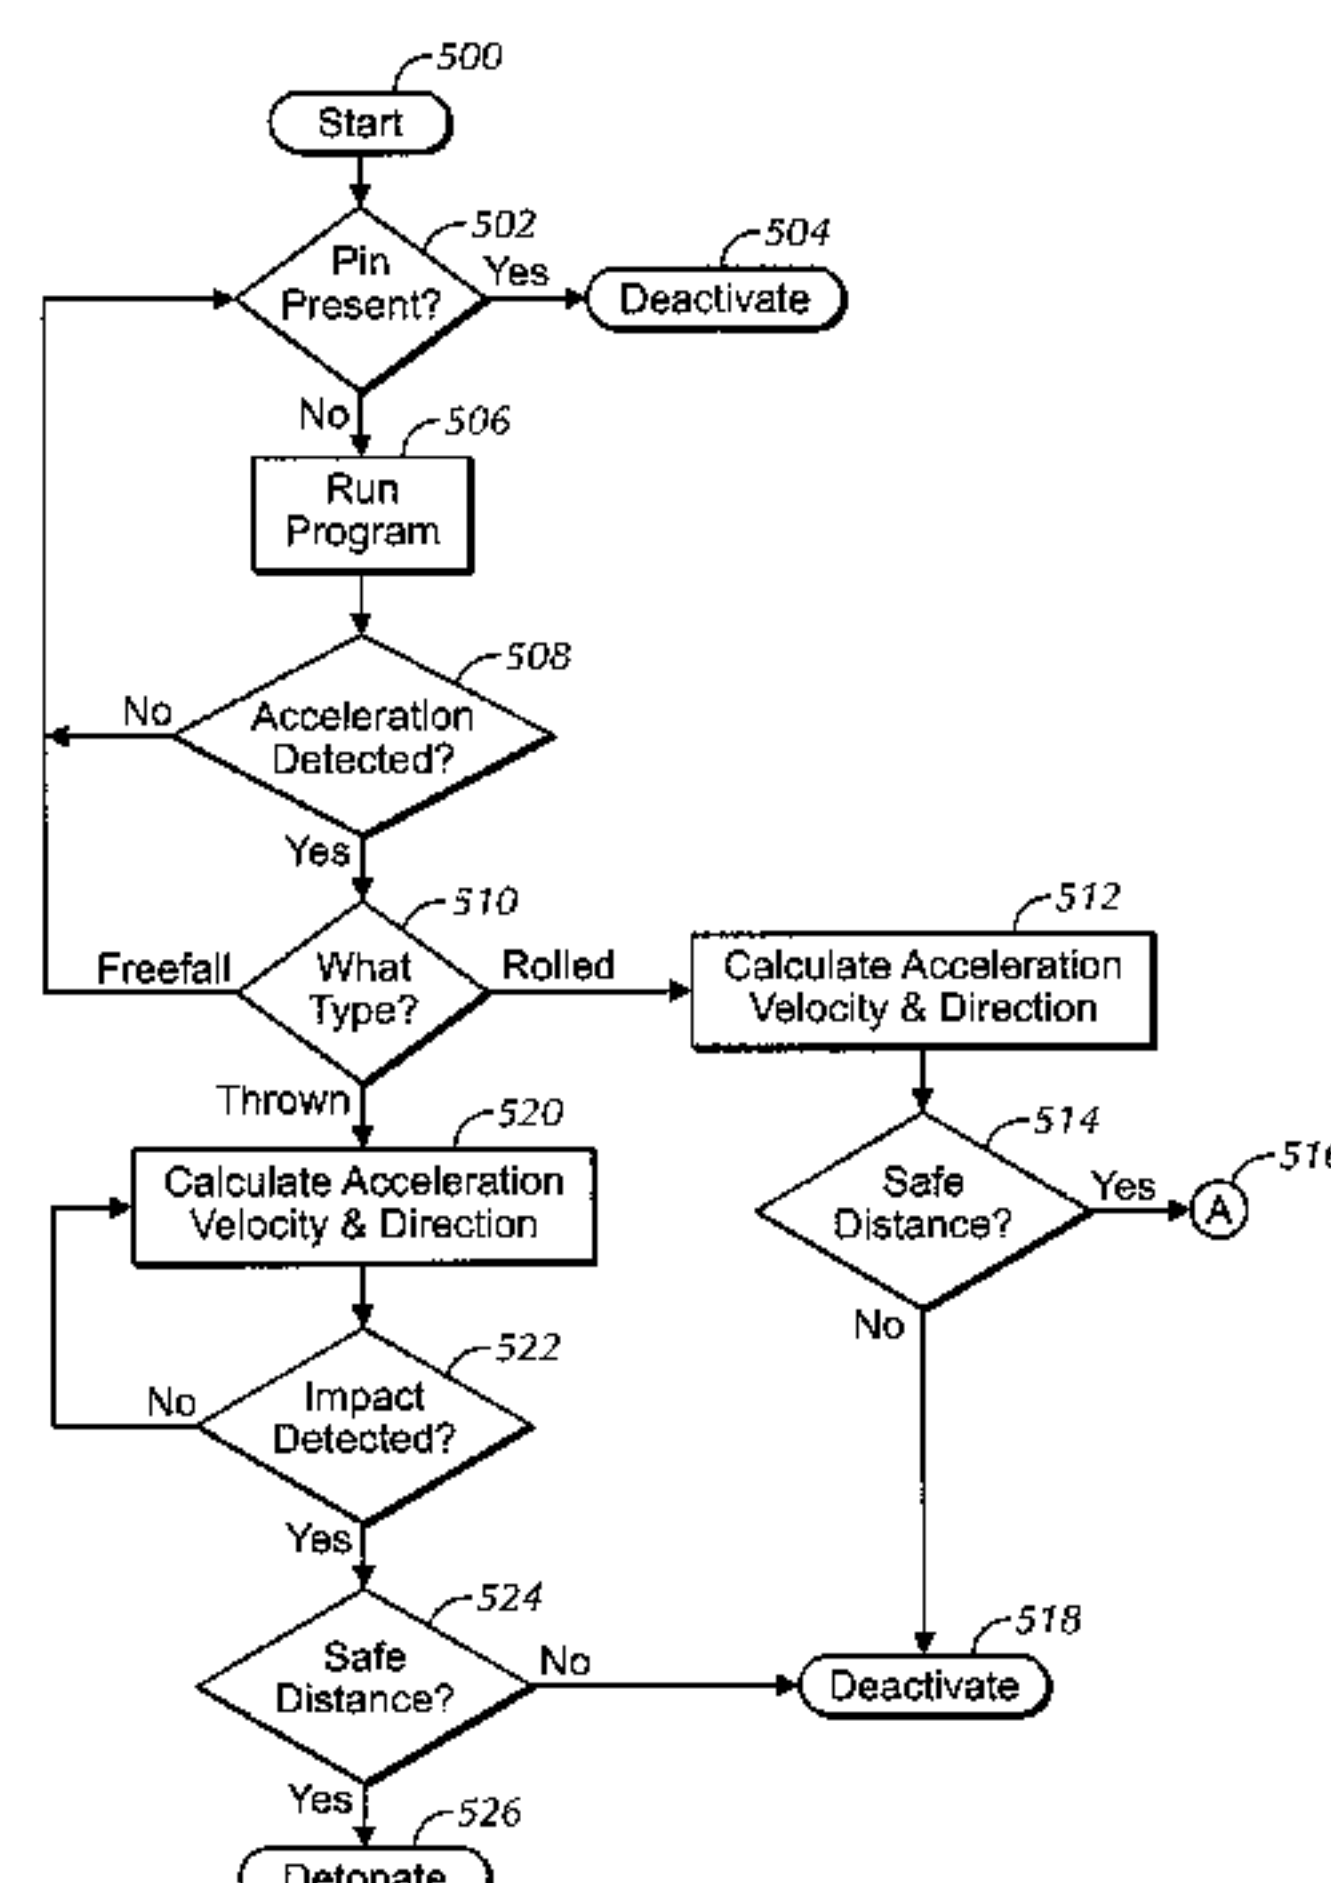 500
Start
502
Pin
Present?
Yes
504
Deactivate
No
506
Run
Program
508
No
Acceleration
Detected?
Yes
510
Freefall
What
Type?
Rolled
512
Calculate Acceleration
Velocity & Direction
Thrown
520
Calculate Acceleration
Velocity & Direction
514
Safe
Distance?
Yes
516
A
No
522
No
Impact
Detected?
Yes
524
Safe
Distance?
No
518
Deactivate
Yes
526
Detonate